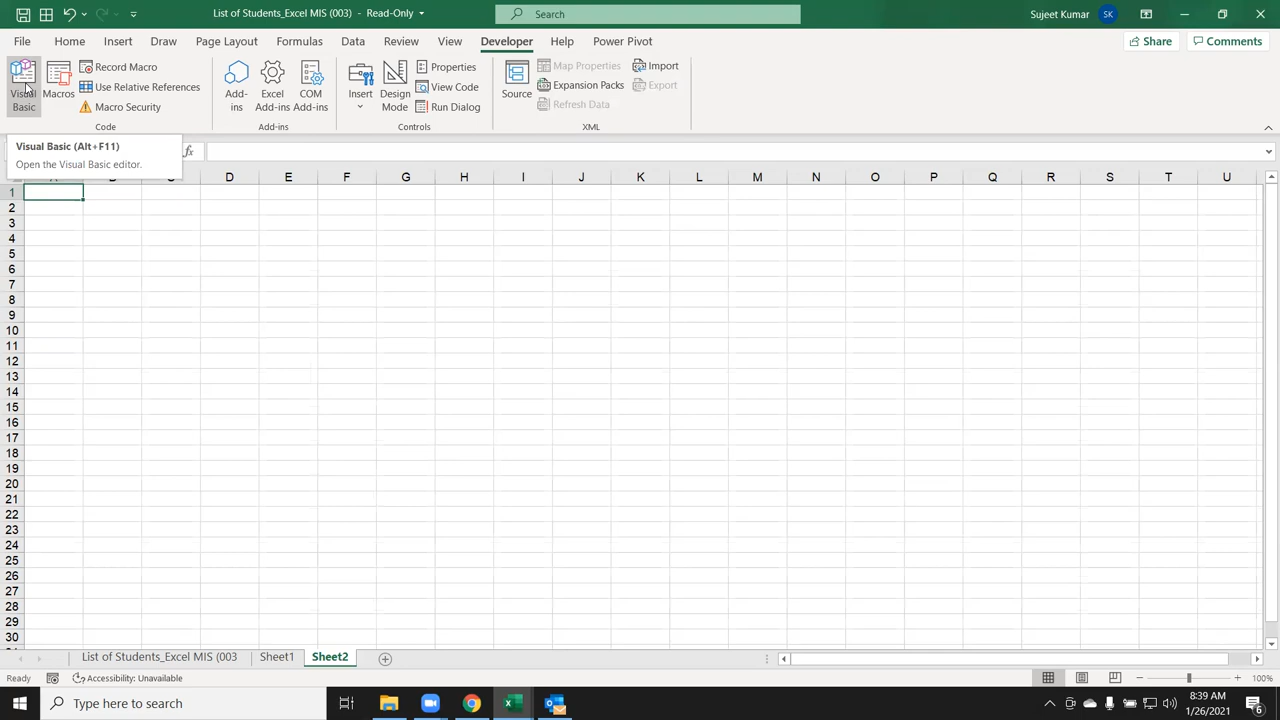 List of Students_Excel MIS (003) - Read-Only
Search
Sujeet Kumar
SK
File Home Insert Draw Page Layout Formulas Data Review View Developer Help Power Pivot
Share
Comments
Visual
Basic
Macros
Record Macro
Use Relative References
Macro Security
Code
Add-
ins
Excel
Add-ins
COM
Add-ins
Add-ins
Insert
Design
Mode
Properties
View Code
Run Dialog
Controls
Source
Map Properties
Expansion Packs
Refresh Data
Import
Export
XML
Visual Basic (Alt+F11)
Open the Visual Basic editor.
fx
D E F G H I J K L M N O P Q R S T U
1
2
3
4
5
6
7
8
9
10
11
12
13
14
15
16
17
18
19
20
21
22
23
24
25
26
27
28
29
30
List of Students_Excel MIS (003 Sheet1 Sheet2
Ready
Accessibility: Unavailable
100%
Type here to search
8:39 AM
1/26/2021
6